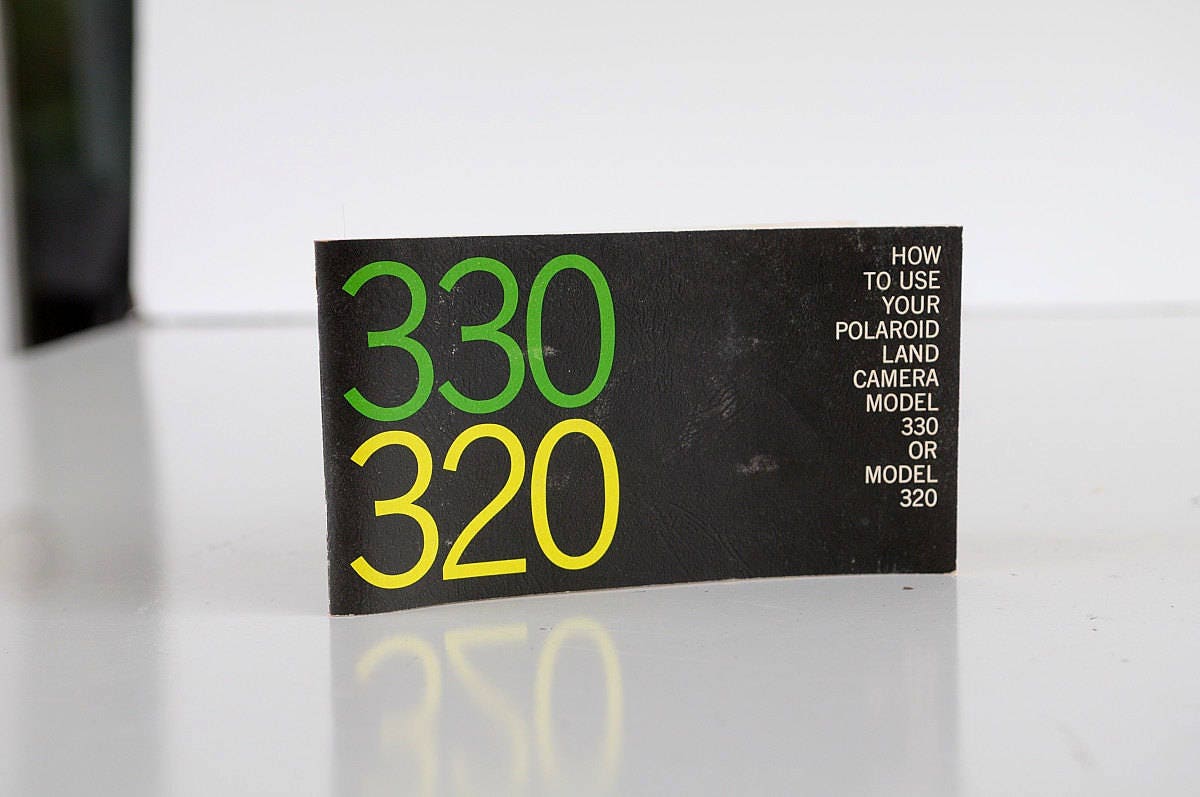 330
320
HOW
TO USE
YOUR
POLAROID
LAND
CAMERA
MODEL
330
OR
MODEL
320